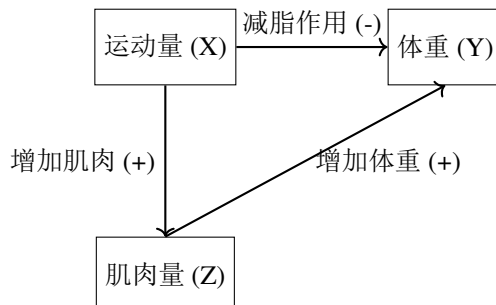 减脂作用 (-)
运动量 (X)
体重 (Y)
增加肌肉 (+)
增加体重 (+)
肌肉量 (Z)